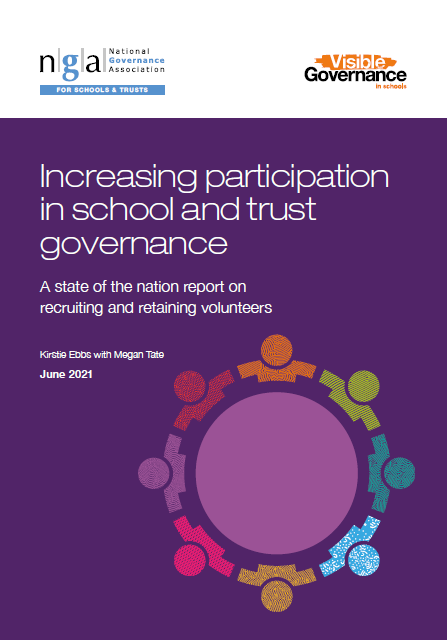 nga
National
Governance
Association
FOR SCHOOLS & TRUSTS
Visible
Governance
in schools
Increasing participation
in school and trust
governance
A state of the nation report on
recruiting and retaining volunteers
Kirstie Ebbs with Megan Tate
June 2021